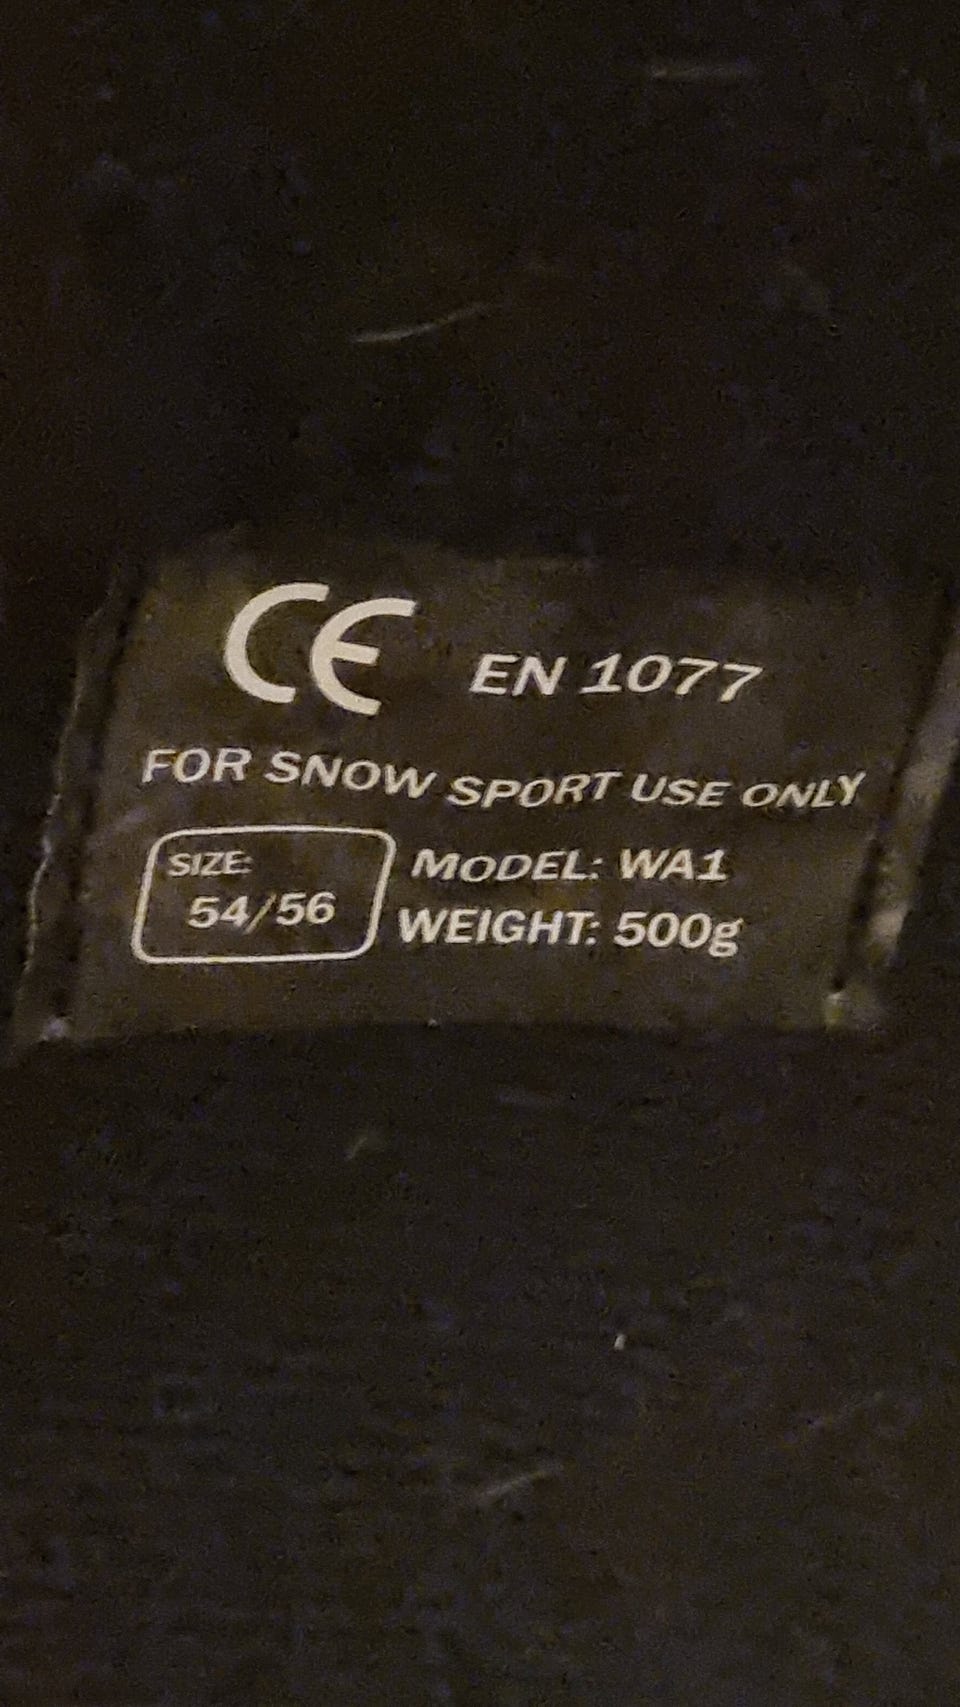 CE EN 1077
FOR SNOW SPORT USE ONLY
SIZE:
54/56
MODEL: WA1
WEIGHT: 500g